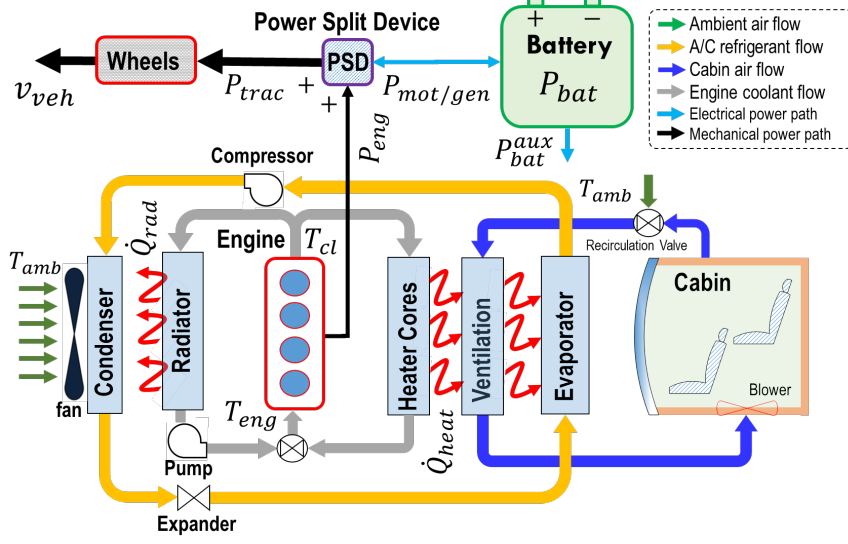 Power Split Device
+ −
Battery
P_bat
Wheels
PSD
v_veh
P_trac + +
P_mot/gen
P_eng
P_bat^aux
Ambient air flow
A/C refrigerant flow
Cabin air flow
Engine coolant flow
Electrical power path
Mechanical power path
Compressor
T_amb
Recirculation Valve
Q̇_rad
Engine
T_cl
T_amb
Condenser
fan
Radiator
Heater Cores
Ventilation
Evaporator
Cabin
Blower
T_eng
Pump
Q̇_heat
Expander